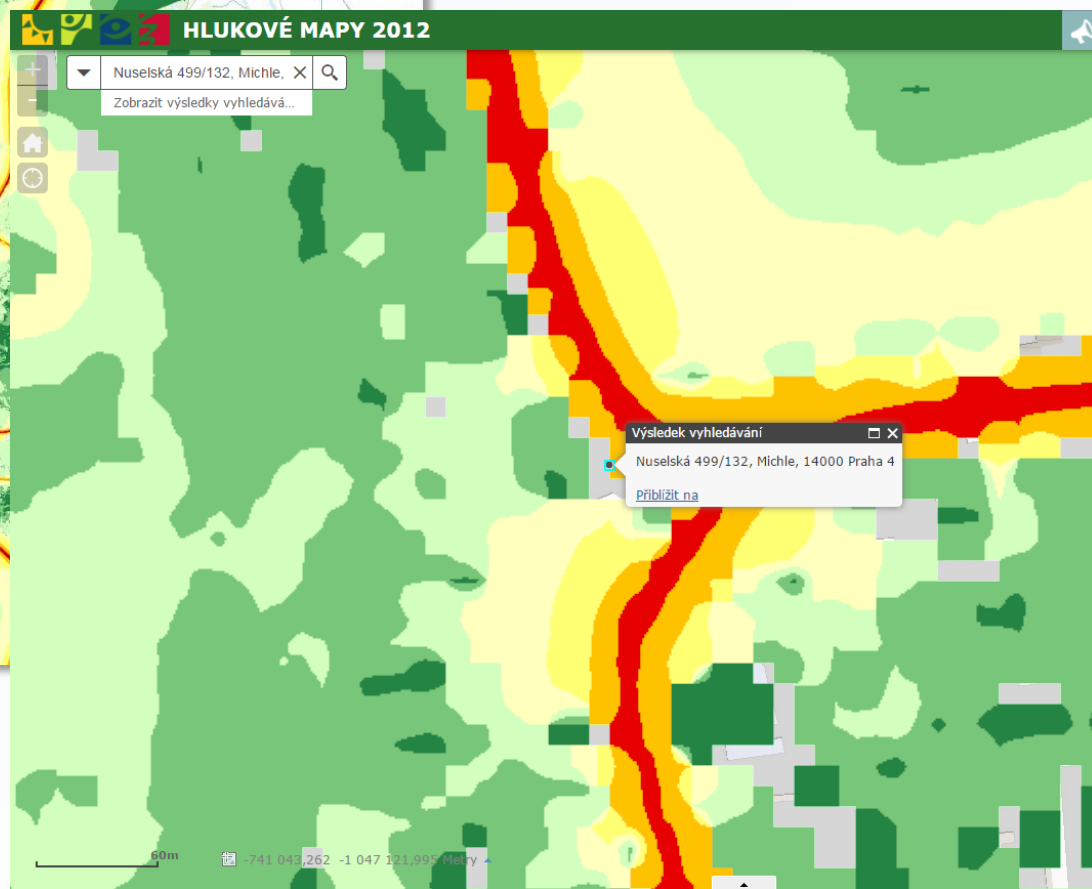 HLUKOVÉ MAPY 2012
+
Nuselská 499/132, Michle,
-
Zobrazit výsledky vyhledává...
Výsledek vyhledávání
Nuselská 499/132, Michle, 14000 Praha 4
Přiblížit na
60m
-741 043,262 -1 047 121,995 Metry